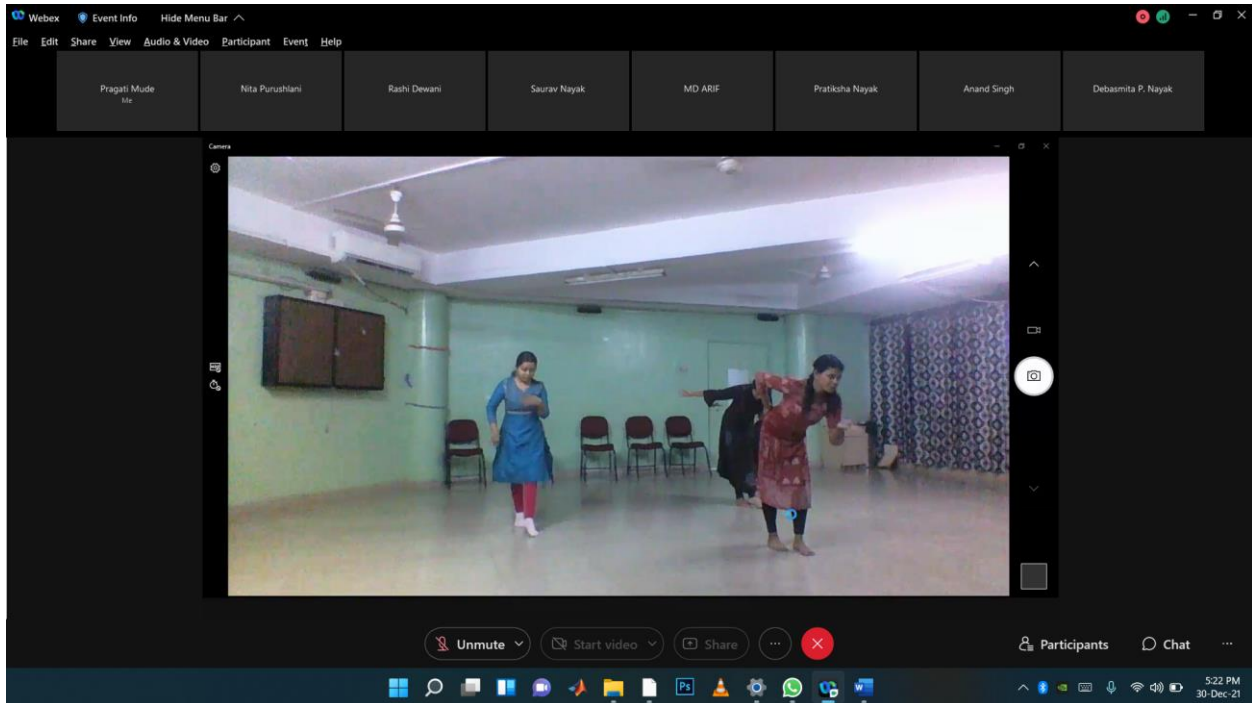 Webex Event Info Hide Menu Bar
File Edit Share View Audio & Video Participant Event Help
Pragati Mude
Me
Nita Purushlani
Rashi Dewani
Saurav Nayak
MD ARIF
Pratiksha Nayak
Anand Singh
Debasmita P. Nayak
Camera
Unmute
Start video
Share
Participants
Chat
Ps
W
5:22 PM
30-Dec-21